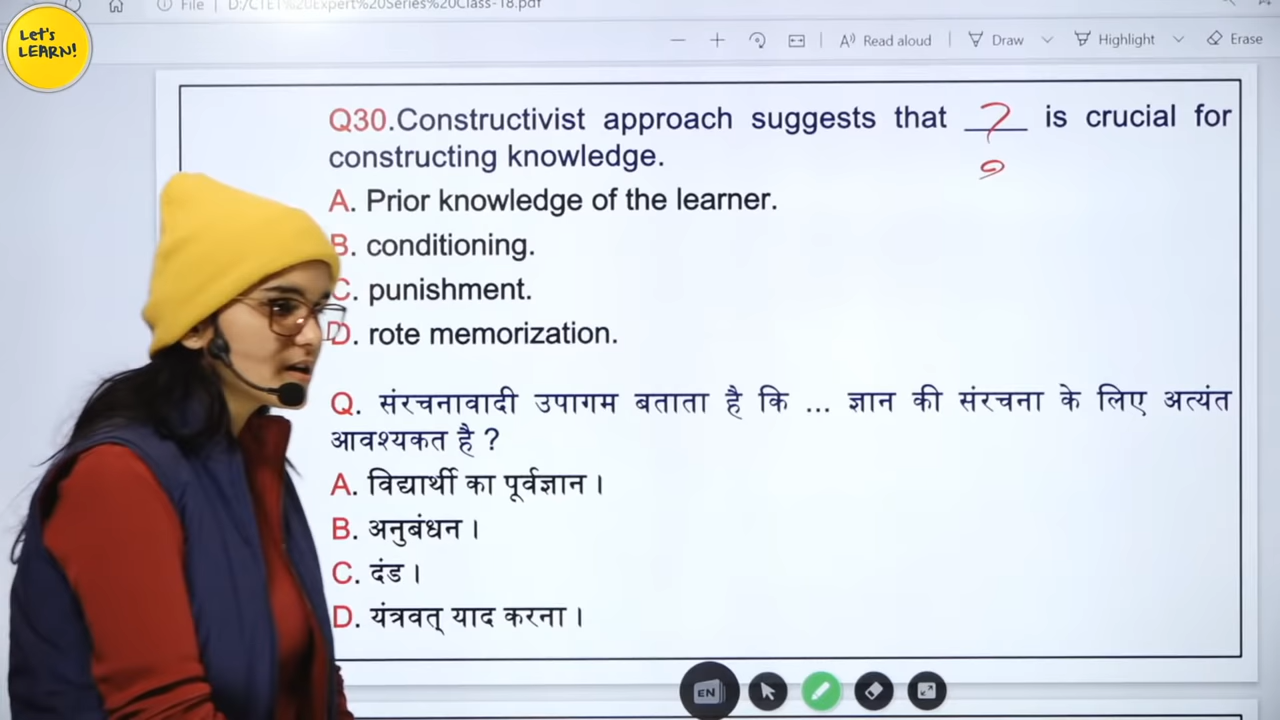 Let's
LEARN!
File | D:/CTET%20Expert%20Series%20Class-18.pdf
Read aloud | Draw Highlight Erase
Q30.Constructivist approach suggests that __?__ is crucial for
constructing knowledge.
A. Prior knowledge of the learner.
B. conditioning.
C. punishment.
D. rote memorization.
Q. संरचनावादी उपागम बताता है कि ... ज्ञान की संरचना के लिए अत्यंत
आवश्यकत है ?
A. विद्यार्थी का पूर्वज्ञान ।
B. अनुबंधन ।
C. दंड ।
D. यंत्रवत् याद करना ।
EN